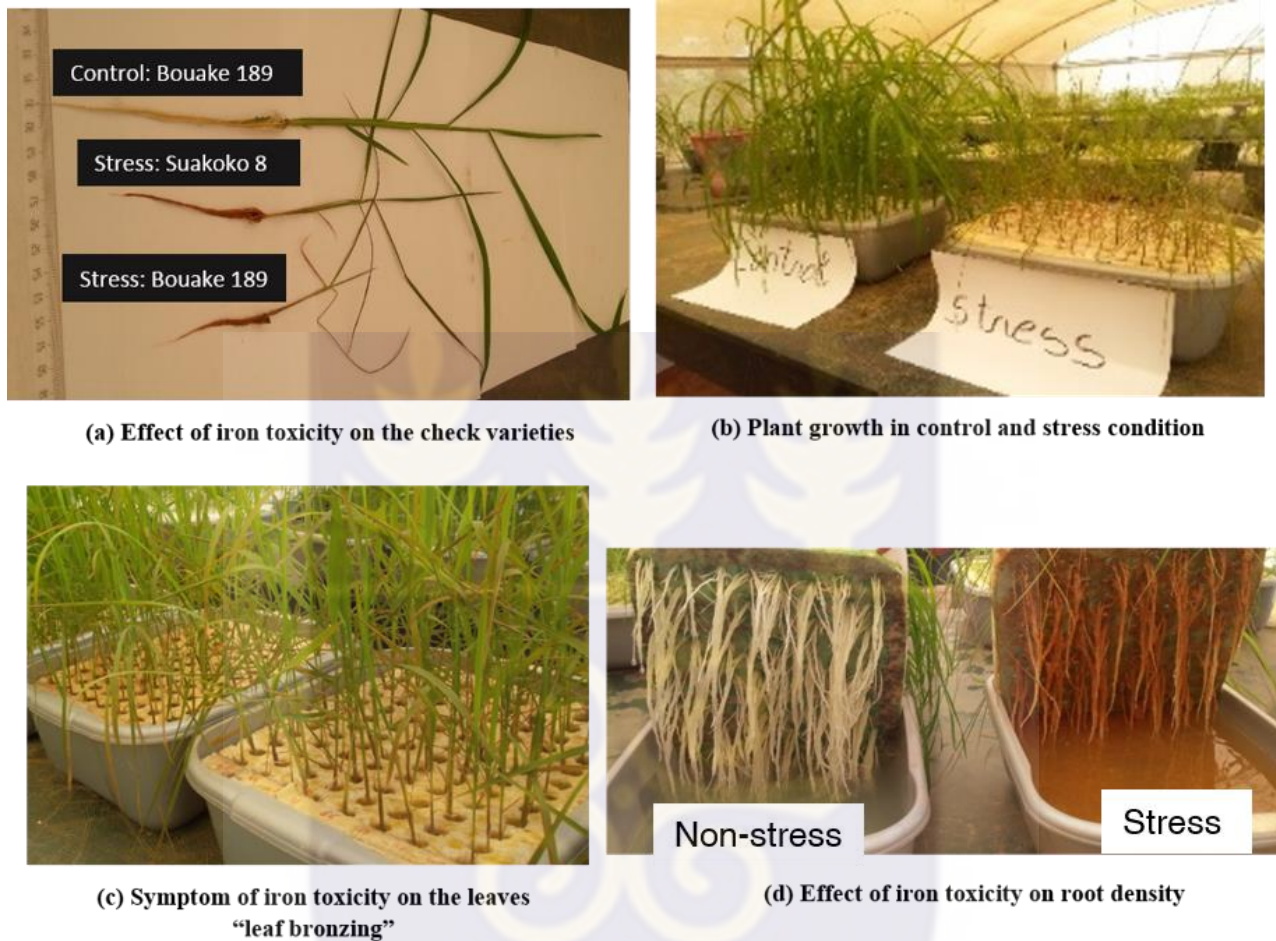 Control: Bouake 189
Stress: Suakoko 8
Stress: Bouake 189
(a) Effect of iron toxicity on the check varieties
Control
stress
(b) Plant growth in control and stress condition
(c) Symptom of iron toxicity on the leaves
“leaf bronzing”
Non-stress
Stress
(d) Effect of iron toxicity on root density